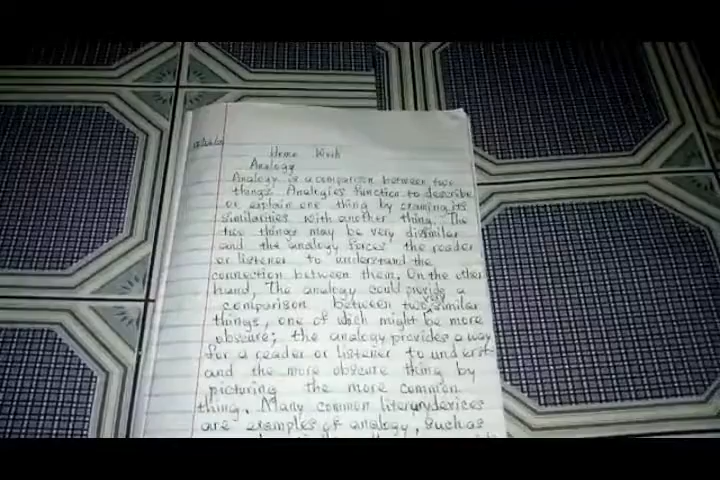 Home Work
Analogy
Analogy is a comparison between two
things. Analogies function to describe
or explain one thing by examing its
similarities with another thing. The
two things may be very dissimilar
and the analogy forces the reader
or listener to understand the
connection between them. On the other
hand, The analogy could provide a
comparison between two very similar
things, one of which might be more
obscure; the analogy provides a way
for a reader or listener to underst-
and the more obscure thing by
picturing the more common
thing. Many common literary devices
are examples of analogy, such as